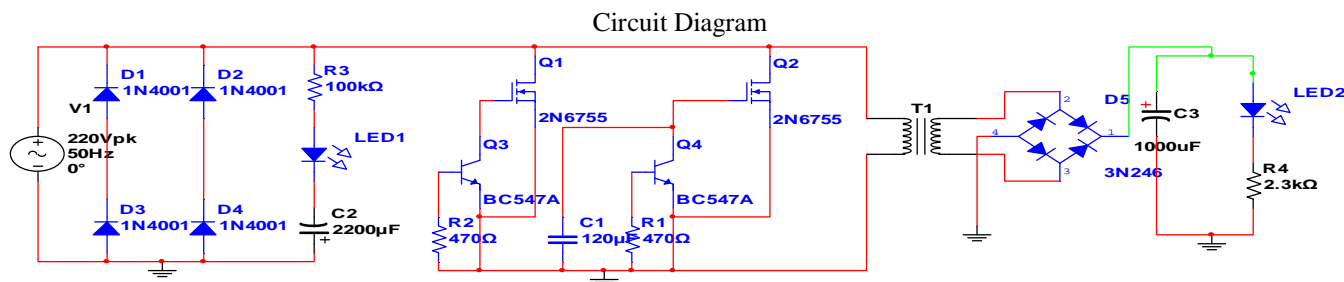 Circuit Diagram
V1
220Vpk
50Hz
0°
D1
1N4001
D2
1N4001
D3
1N4001
D4
1N4001
R3
100kΩ
LED1
C2
2200µF
Q1
2N6755
Q3
BC547A
R2
470Ω
C1
120µF
Q2
2N6755
Q4
BC547A
R1
470Ω
T1
2
4
1
3
D5
3N246
C3
1000uF
LED2
R4
2.3kΩ